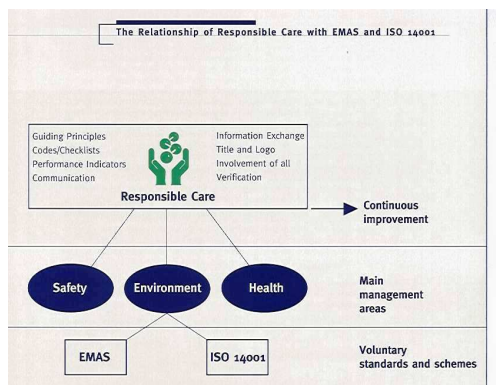 The Relationship of Responsible Care with EMAS and ISO 14001
Guiding Principles
Codes/Checklists
Performance Indicators
Communication
Information Exchange
Title and Logo
Involvement of all
Verification
Responsible Care
Continuous
improvement
Safety
Environment
Health
Main
management
areas
EMAS
ISO 14001
Voluntary
standards and schemes